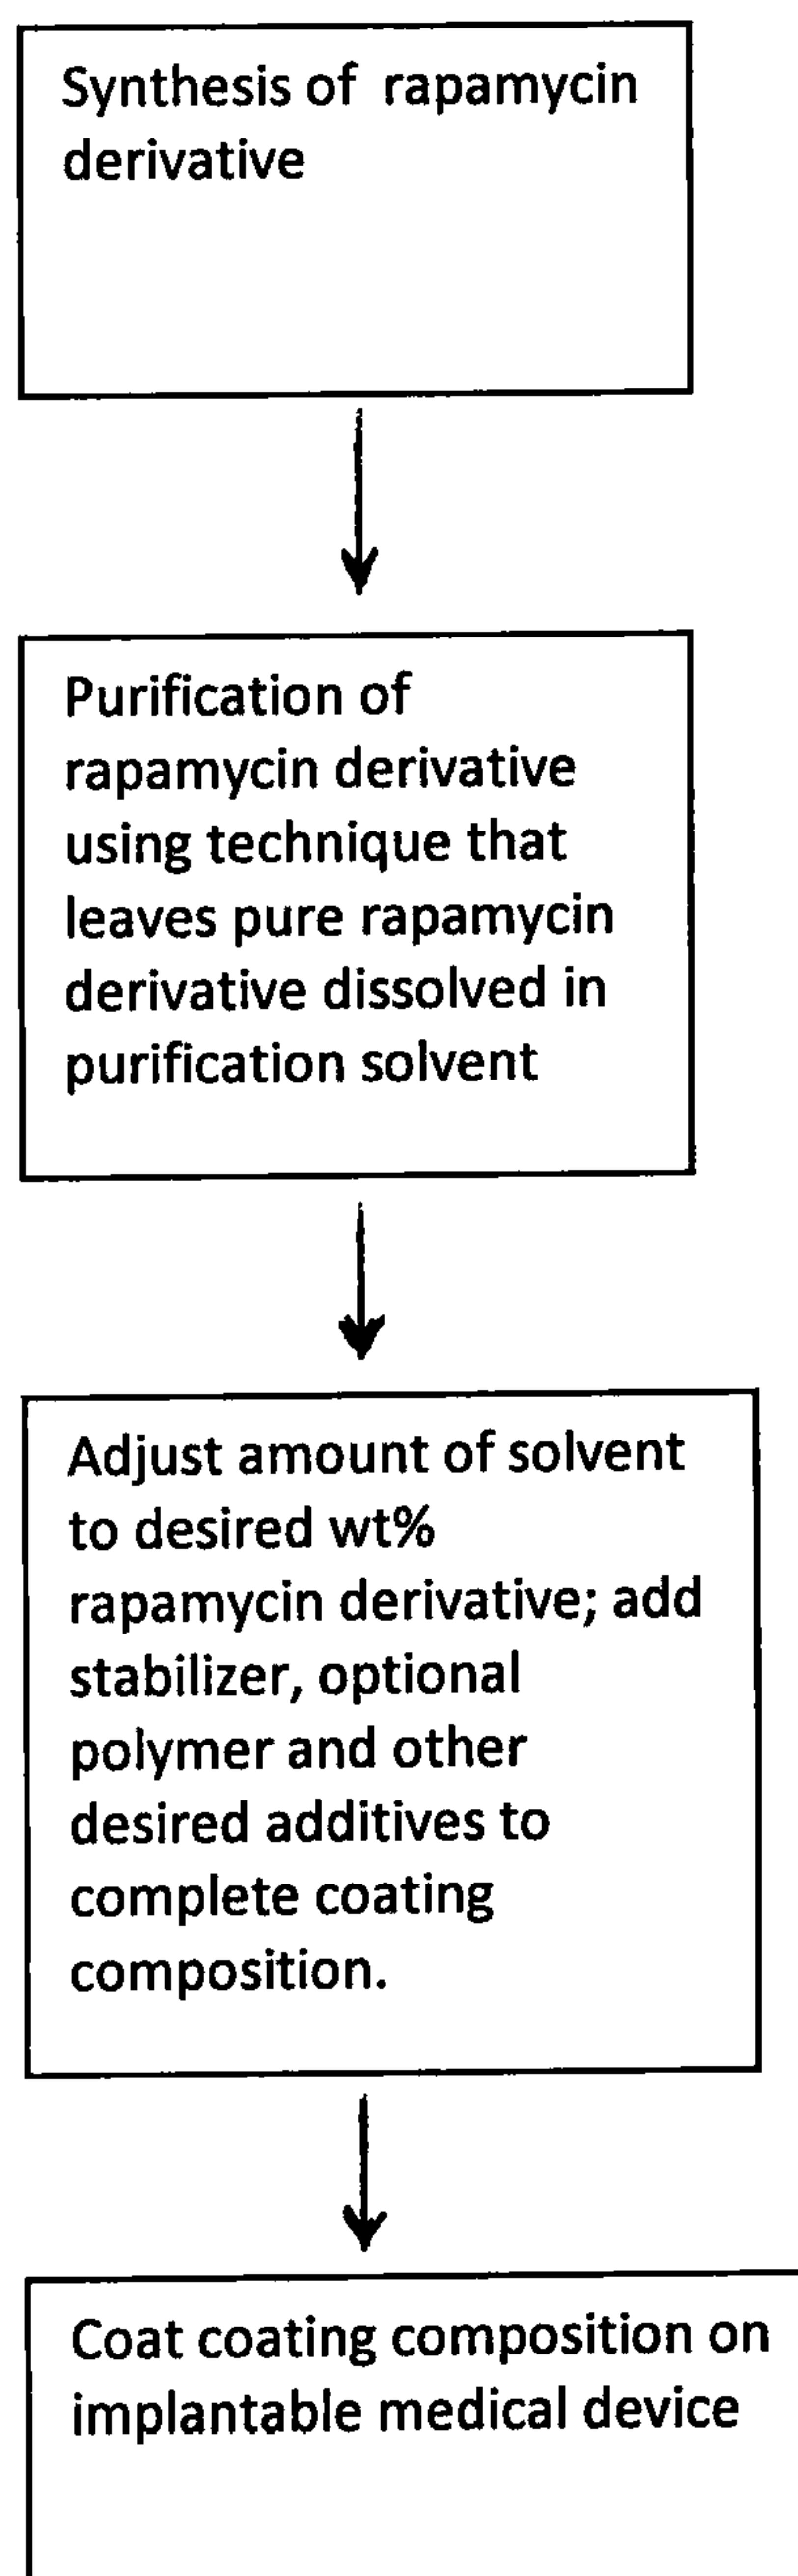 Synthesis of rapamycin
derivative
Purification of
rapamycin derivative
using technique that
leaves pure rapamycin
derivative dissolved in
purification solvent
Adjust amount of solvent
to desired wt%
rapamycin derivative; add
stabilizer, optional
polymer and other
desired additives to
complete coating
composition.
Coat coating composition on
implantable medical device